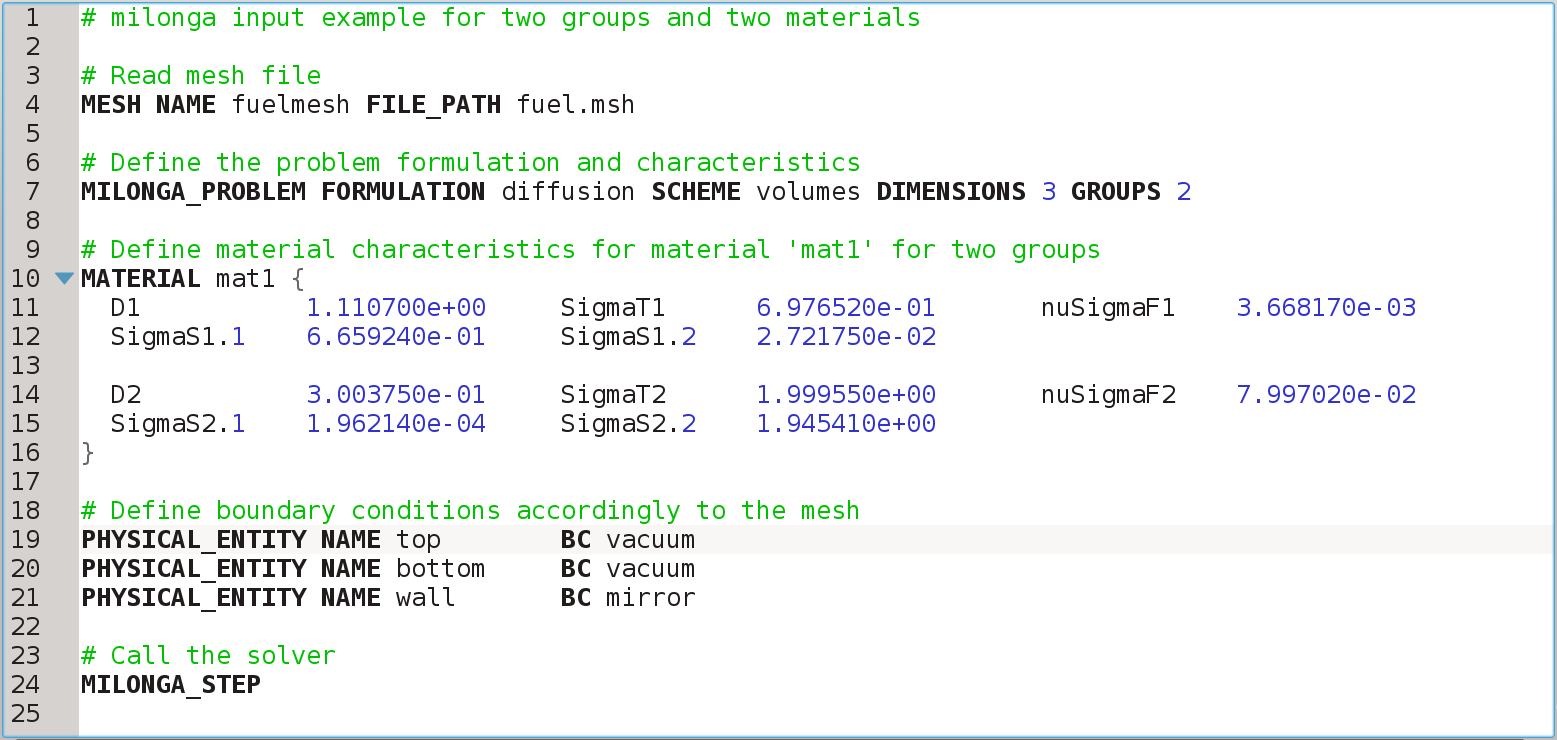 1 # milonga input example for two groups and two materials
2
3 # Read mesh file
4 MESH NAME fuelmesh FILE_PATH fuel.msh
5
6 # Define the problem formulation and characteristics
7 MILONGA_PROBLEM FORMULATION diffusion SCHEME volumes DIMENSIONS 3 GROUPS 2
8
9 # Define material characteristics for material 'mat1' for two groups
10 MATERIAL mat1 {
11 D1 1.110700e+00 SigmaT1 6.976520e-01 nuSigmaF1 3.668170e-03
12 SigmaS1.1 6.659240e-01 SigmaS1.2 2.721750e-02
13
14 D2 3.003750e-01 SigmaT2 1.999550e+00 nuSigmaF2 7.997020e-02
15 SigmaS2.1 1.962140e-04 SigmaS2.2 1.945410e+00
16 }
17
18 # Define boundary conditions accordingly to the mesh
19 PHYSICAL_ENTITY NAME top BC vacuum
20 PHYSICAL_ENTITY NAME bottom BC vacuum
21 PHYSICAL_ENTITY NAME wall BC mirror
22
23 # Call the solver
24 MILONGA_STEP
25